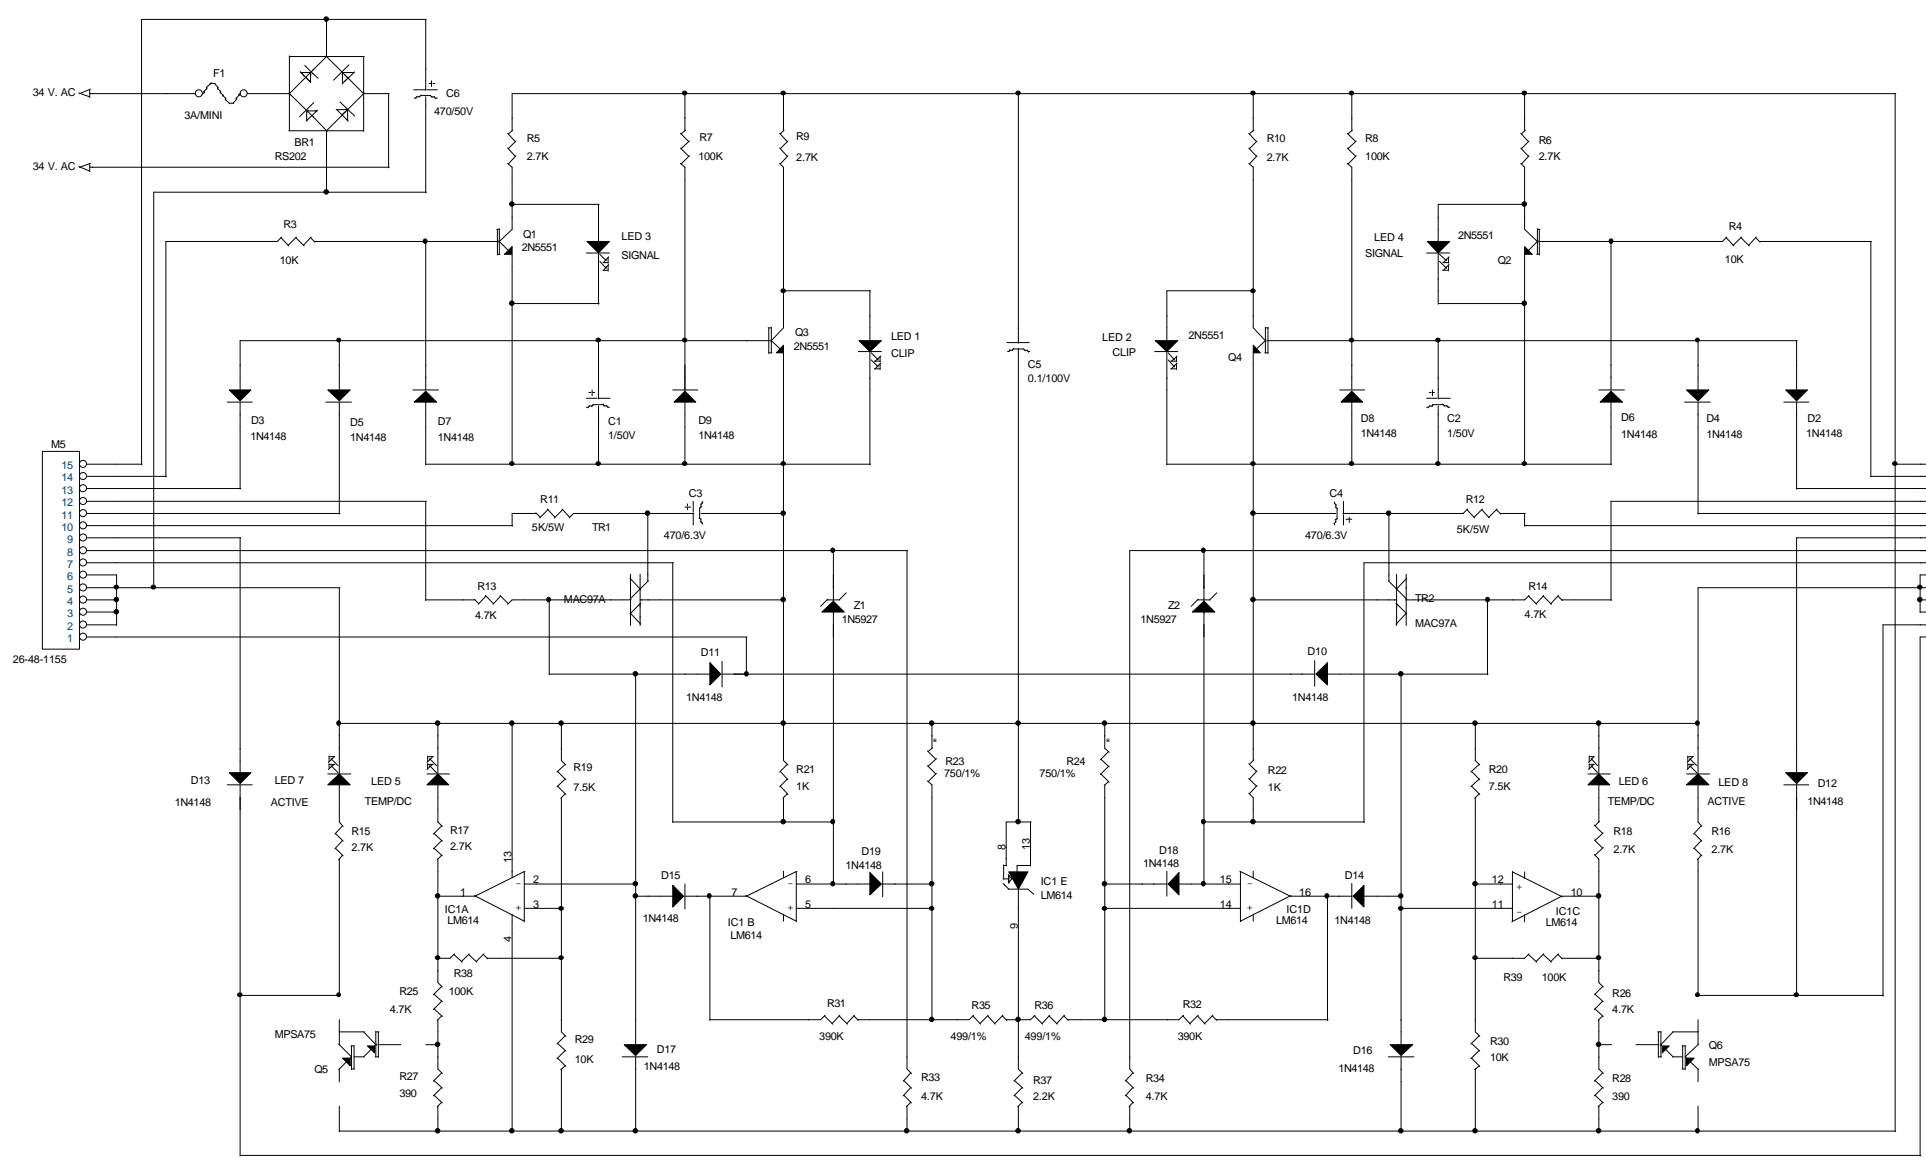 F1
34 V. AC
3A/MINI
C6
470/50V
BR1
RS202
34 V. AC
R5
2.7K
R7
100K
R9
2.7K
R10
2.7K
R8
100K
R6
2.7K
R3
10K
Q1
2N5551
LED 3
SIGNAL
LED 4
SIGNAL
2N5551
Q2
R4
10K
Q3
2N5551
LED 1
CLIP
C5
0.1/100V
LED 2
CLIP
2N5551
Q4
D3
1N4148
D5
1N4148
D7
1N4148
+
C1
1/50V
D9
1N4148
D8
1N4148
+
C2
1/50V
D6
1N4148
D4
1N4148
D2
1N4148
M5
15
14
13
12
11
10
9
8
7
6
5
4
3
2
1
26-48-1155
R11
5K/5W
TR1
C3
+
470/6.3V
C4
+
470/6.3V
R12
5K/5W
R13
4.7K
MAC97A
Z1
1N5927
Z2
1N5927
TR2
MAC97A
R14
4.7K
D11
1N4148
D10
1N4148
D13
1N4148
LED 7
ACTIVE
LED 5
TEMP/DC
R19
7.5K
R21
1K
*
R23
750/1%
*
R24
750/1%
R22
1K
R20
7.5K
LED 6
TEMP/DC
LED 8
ACTIVE
D12
1N4148
R15
2.7K
R17
2.7K
R18
2.7K
R16
2.7K
13
1
-
2
+
3
4
IC1A
LM614
D15
1N4148
7
-
6
+
5
IC1 B
LM614
D19
1N4148
8
13
IC1 E
LM614
9
D18
1N4148
15
-
14
+
16
IC1D
LM614
D14
1N4148
12
+
11
-
10
IC1C
LM614
R38
100K
R39 100K
R25
4.7K
R26
4.7K
R31
390K
R35
499/1%
R36
499/1%
R32
390K
MPSA75
Q5
R27
390
R29
10K
D17
1N4148
R33
4.7K
R37
2.2K
R34
4.7K
D16
1N4148
R30
10K
R28
390
Q6
MPSA75